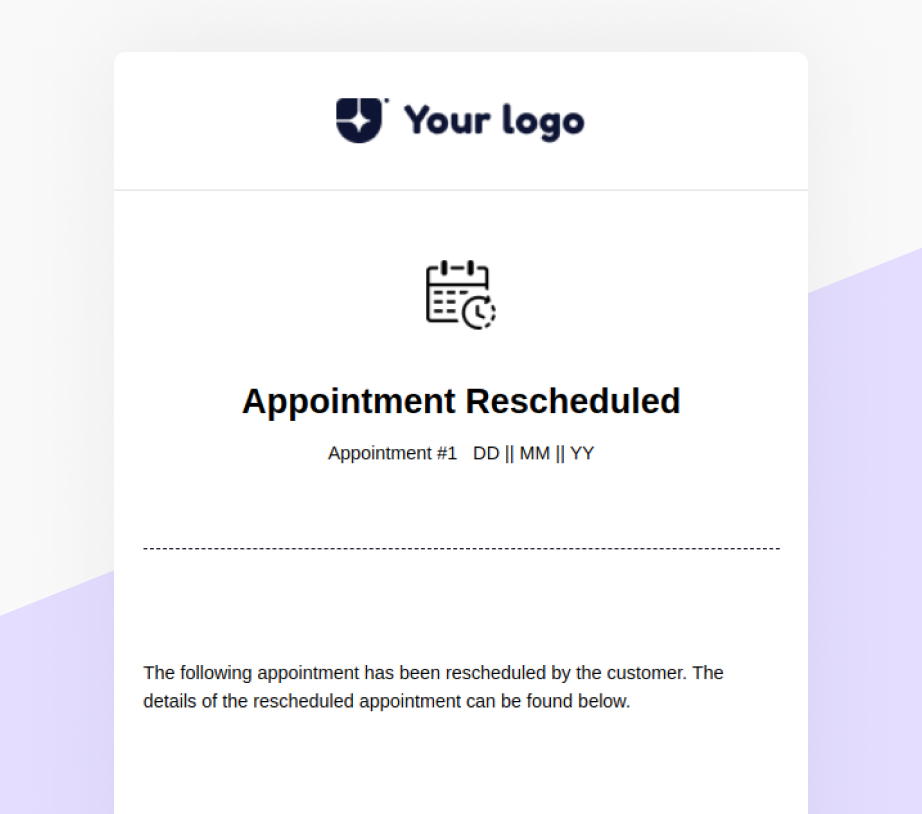 Your logo
Appointment Rescheduled
Appointment #1 DD || MM || YY
The following appointment has been rescheduled by the customer. The
details of the rescheduled appointment can be found below.